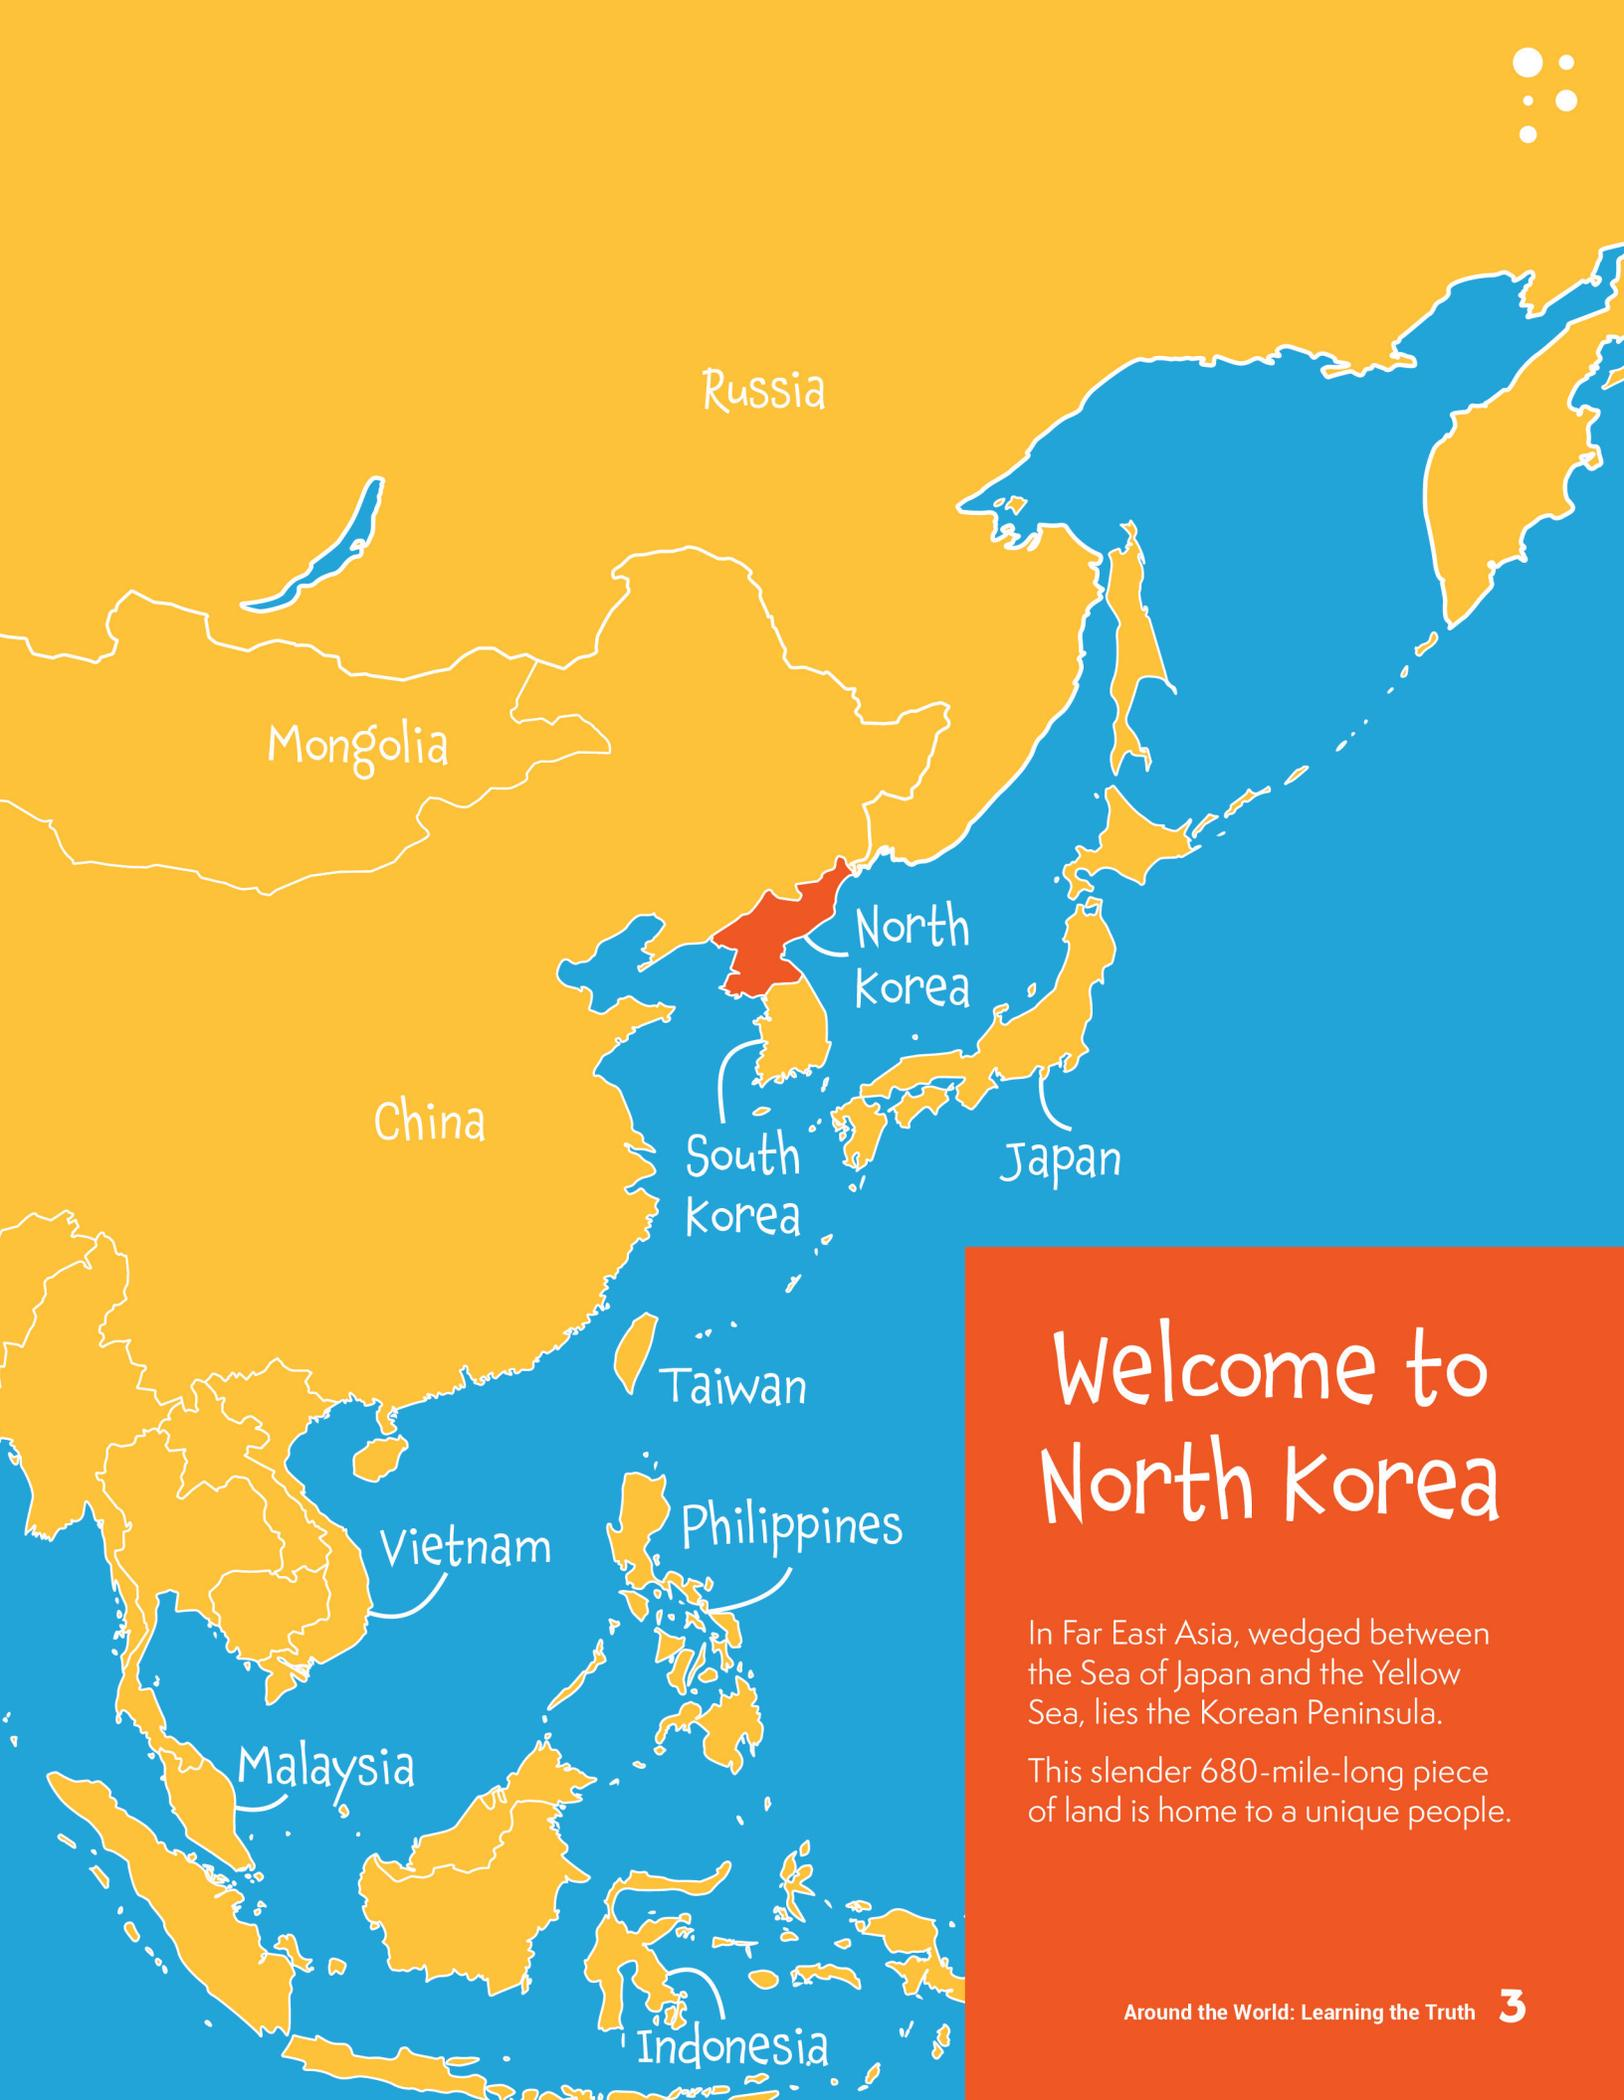 Russia
Mongolia
North
Korea
China
South
Korea
Japan
Taiwan
Philippines
Vietnam
Malaysia
Indonesia
Welcome to
North Korea
In Far East Asia, wedged between
the Sea of Japan and the Yellow
Sea, lies the Korean Peninsula.
This slender 680-mile-long piece
of land is home to a unique people.
Around the World: Learning the Truth 3